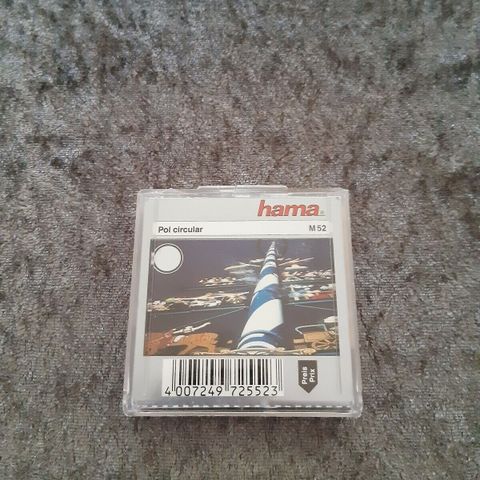 hama®
Pol circular M 52
Preis
Prix
4 007249 725523